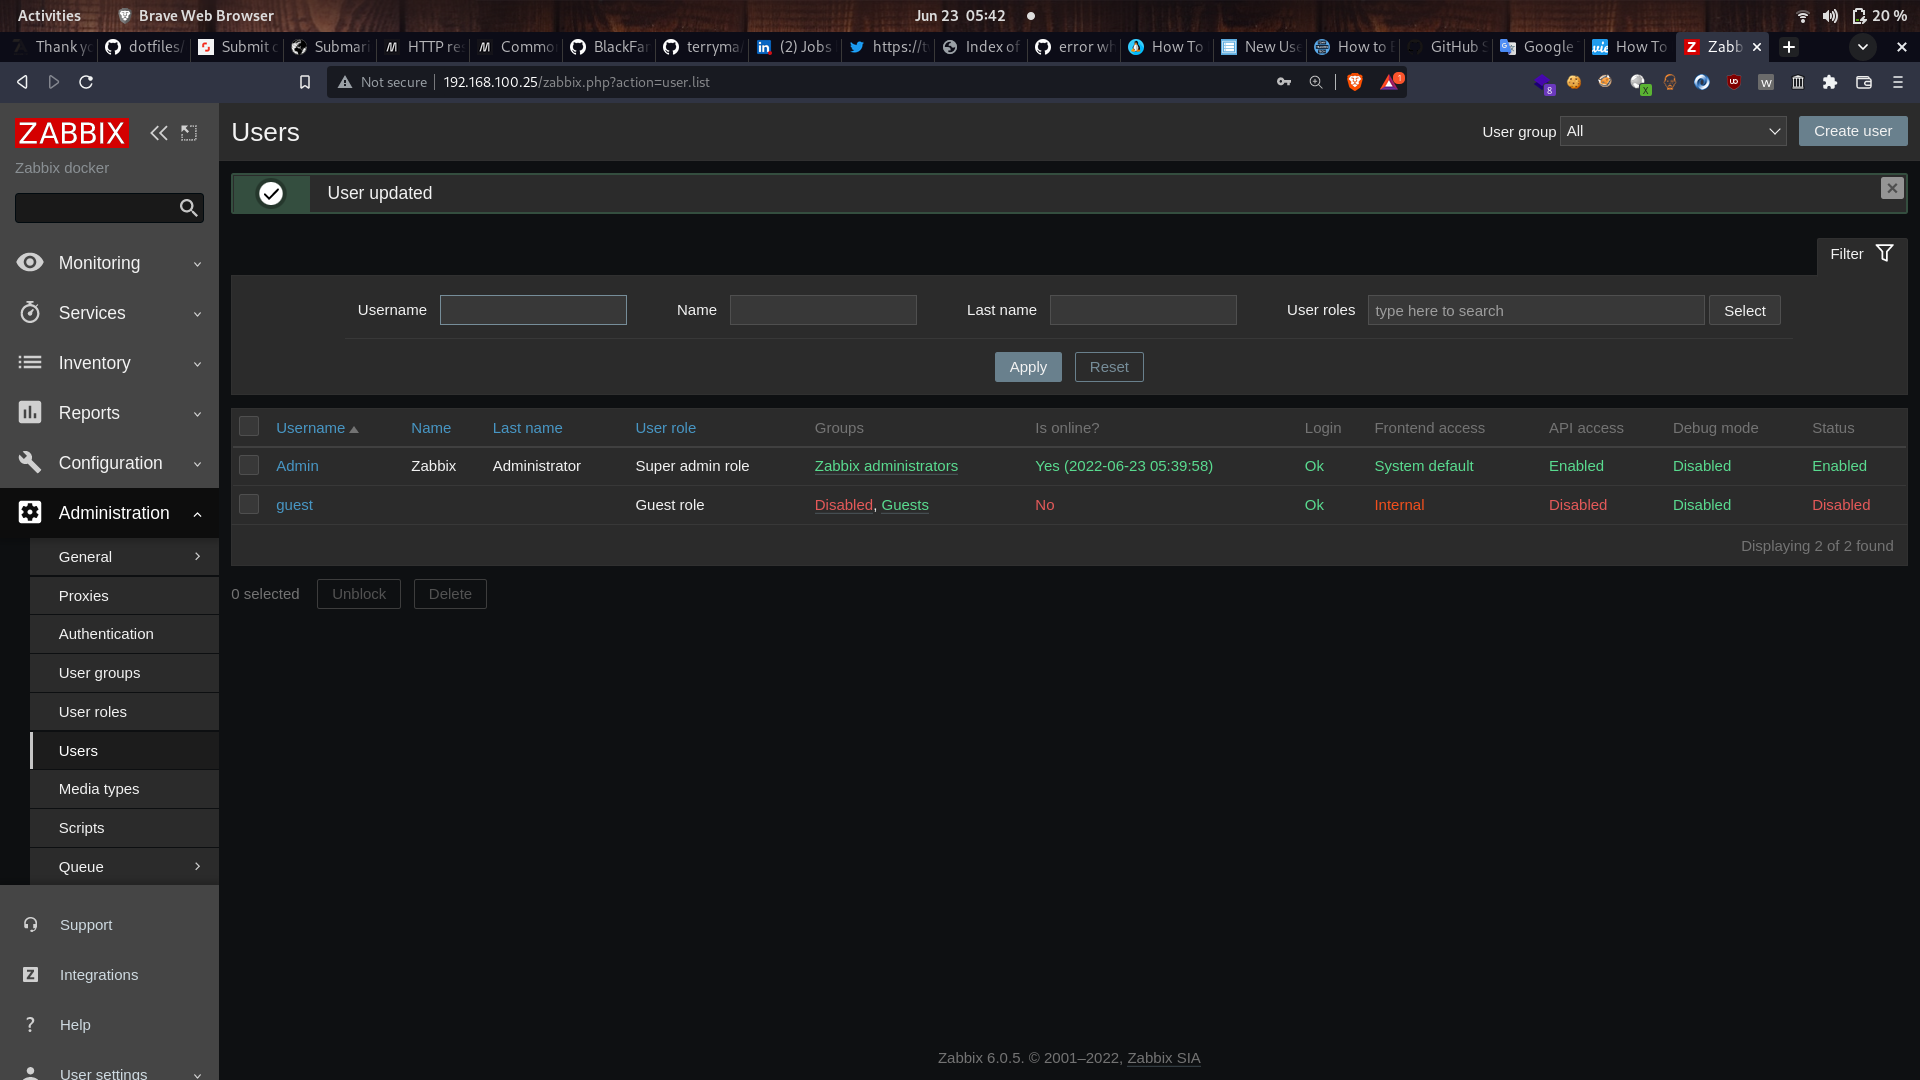 Activities Brave Web Browser Jun 23 05:42 20 %
Thank yo dotfiles/ Submit Submari HTTP re Commo BlackFar terryma (2) Jobs https://t Index of error wh How To New Use How to GitHub S Google How To Zabb
Not secure 192.168.100.25/zabbix.php?action=user.list 1 8 X W
ZABBIX
Zabbix docker
Monitoring
Services
Inventory
Reports
Configuration
Administration
General
Proxies
Authentication
User groups
User roles
Users
Media types
Scripts
Queue
Support
Integrations
Help
User settings
Users
User group All Create user
User updated
Filter
Username Name Last name User roles type here to search Select
Apply Reset
Username Name Last name User role Groups Is online? Login Frontend access API access Debug mode Status
Admin Zabbix Administrator Super admin role Zabbix administrators Yes (2022-06-23 05:39:58) Ok System default Enabled Disabled Enabled
guest Guest role Disabled, Guests No Ok Internal Disabled Disabled Disabled
Displaying 2 of 2 found
0 selected Unblock Delete
Zabbix 6.0.5. © 2001–2022, Zabbix SIA